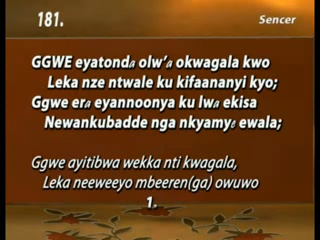 181.
Sencer
GGWE eyatonda olw'a okwagala kwo
Leka nze ntwale ku kifaananyi kyo;
Ggwe era eyannoonya ku lwa ekisa
Newankubadde nga nkyamye ewala;
Ggwe ayitibwa wekka nti kwagala,
Leka neeweeyo mbeeren(ga) owuwo
1.